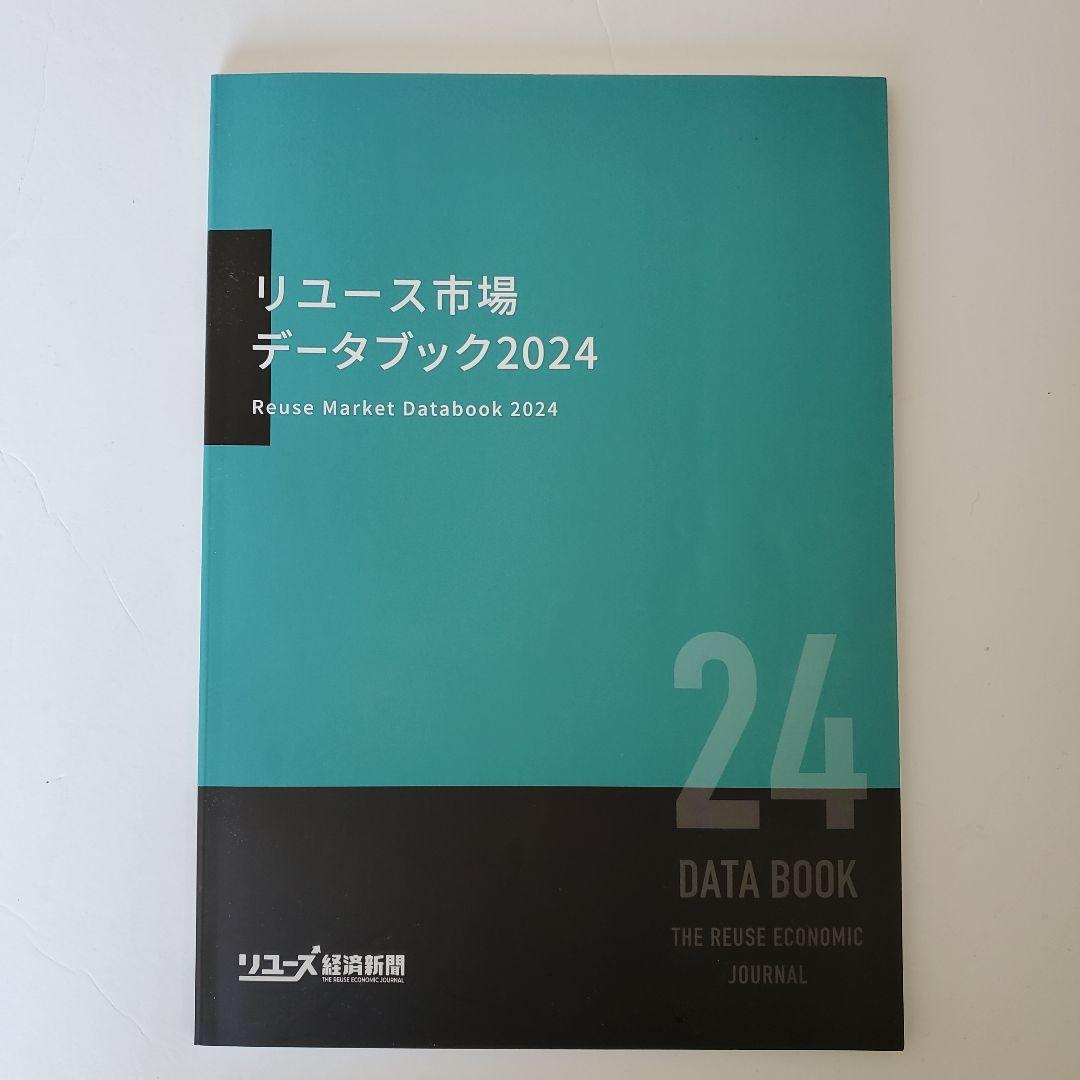 リユース市場
データブック2024
Reuse Market Databook 2024
24
DATA BOOK
THE REUSE ECONOMIC
JOURNAL
リユース経済新聞
THE REUSE ECONOMIC JOURNAL